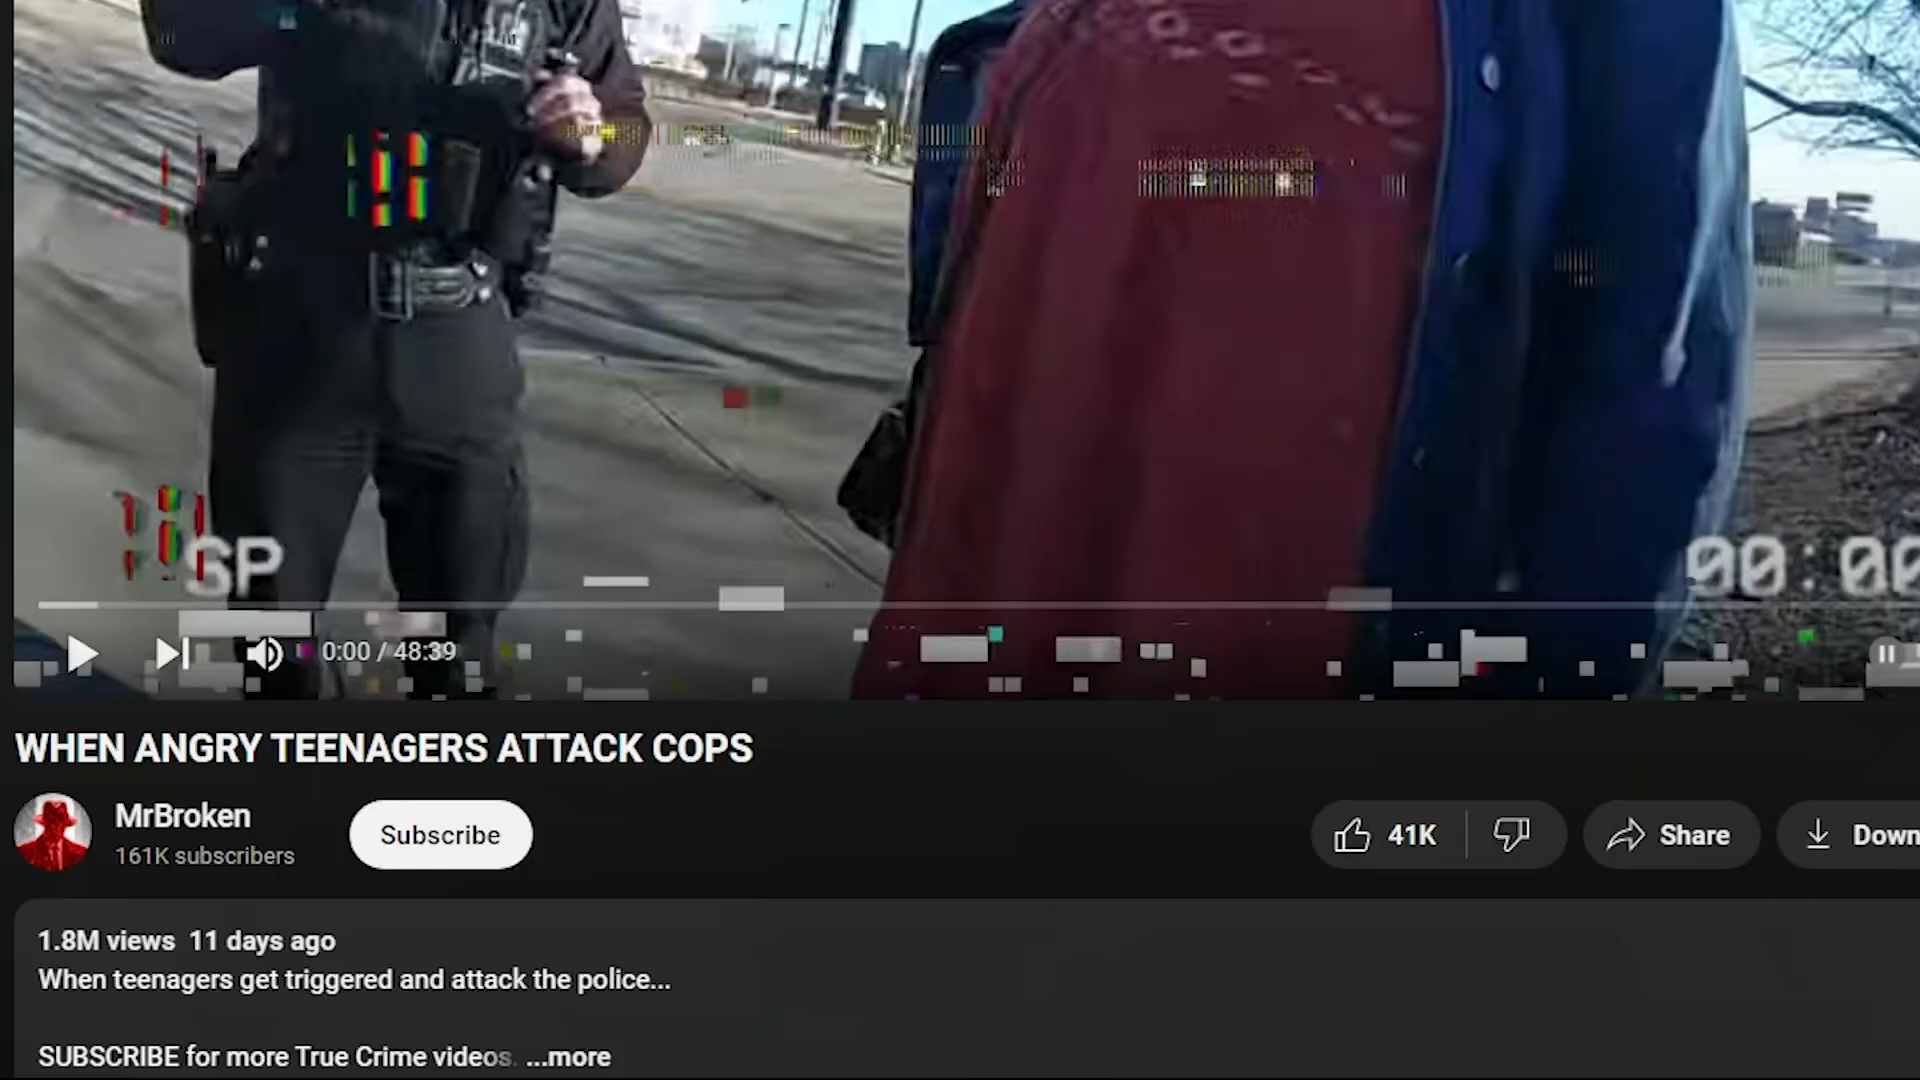 SP
00:00
0:00 / 48:39
WHEN ANGRY TEENAGERS ATTACK COPS
MrBroken
161K subscribers
Subscribe
41K
Share
Down
1.8M views 11 days ago
When teenagers get triggered and attack the police...
SUBSCRIBE for more True Crime videos. ...more